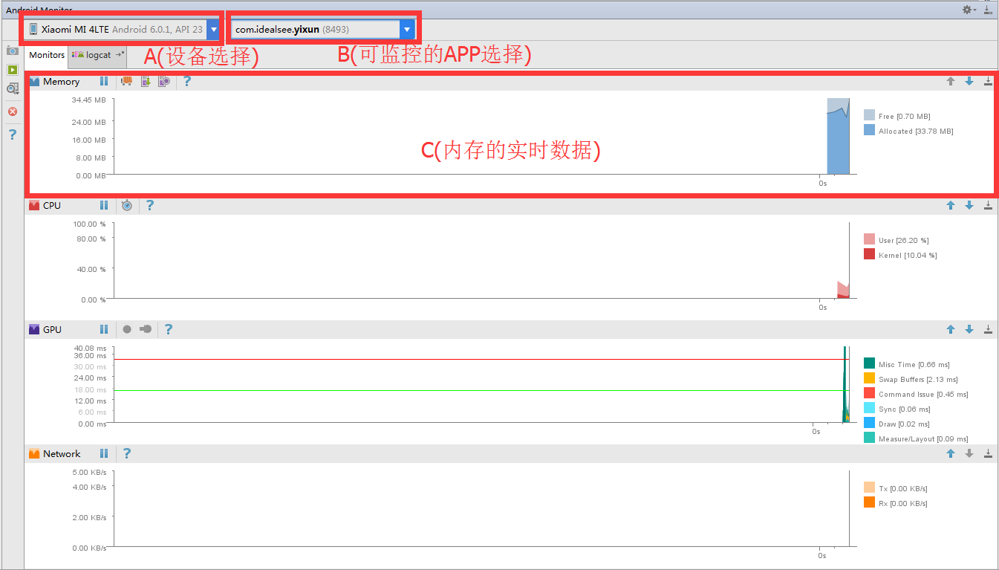 Android Monitor
Xiaomi MI 4LTE Android 6.0.1, API 23
com.idealsee.yixun (8493)
Monitors
logcat
A(设备选择)
B(可监控的APP选择)
Memory
?
34.45 MB
24.00 MB
16.00 MB
8.00 MB
0.00 MB
C(内存的实时数据)
0s
Free [0.70 MB]
Allocated [33.78 MB]
?
CPU
?
100.00 %
80.00 %
40.00 %
0.00 %
0s
User [26.20 %]
Kernel [10.04 %]
GPU
?
40.08 ms
36.00 ms
30.00 ms
24.00 ms
18.00 ms
12.00 ms
6.00 ms
0.00 ms
0s
Misc Time [0.66 ms]
Swap Buffers [2.13 ms]
Command Issue [0.45 ms]
Sync [0.06 ms]
Draw [0.02 ms]
Measure/Layout [0.09 ms]
Network
?
5.00 KB/s
4.00 KB/s
2.00 KB/s
0.00 KB/s
0s
Tx [0.00 KB/s]
Rx [0.00 KB/s]